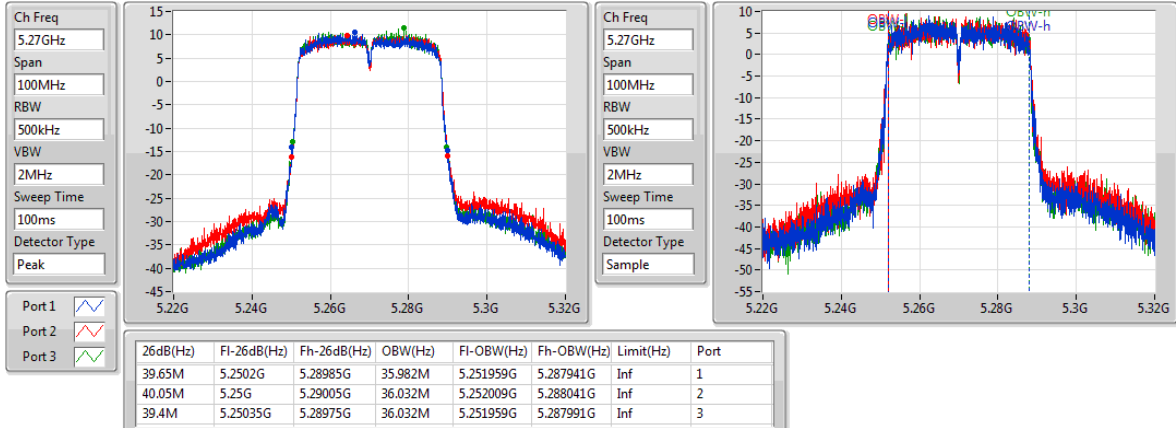 Ch Freq
5.27GHz
Span
100MHz
RBW
500kHz
VBW
2MHz
Sweep Time
100ms
Detector Type
Peak
Port 1
Port 2
Port 3
15
10
5
0
-5
-10
-15
-20
-25
-30
-35
-40
-45
5.22G 5.24G 5.26G 5.28G 5.3G 5.32G
Ch Freq
5.27GHz
Span
100MHz
RBW
500kHz
VBW
2MHz
Sweep Time
100ms
Detector Type
Sample
10
5
0
-5
-10
-15
-20
-25
-30
-35
-40
-45
-50
-55
5.22G 5.24G 5.26G 5.28G 5.3G 5.32G
OBW-h
OBW-h
26dB(Hz) Fl-26dB(Hz) Fh-26dB(Hz) OBW(Hz) Fl-OBW(Hz) Fh-OBW(Hz) Limit(Hz) Port
39.65M 5.2502G 5.28985G 35.982M 5.251959G 5.287941G Inf 1
40.05M 5.25G 5.29005G 36.032M 5.252009G 5.288041G Inf 2
39.4M 5.25035G 5.28975G 36.032M 5.251959G 5.287991G Inf 3